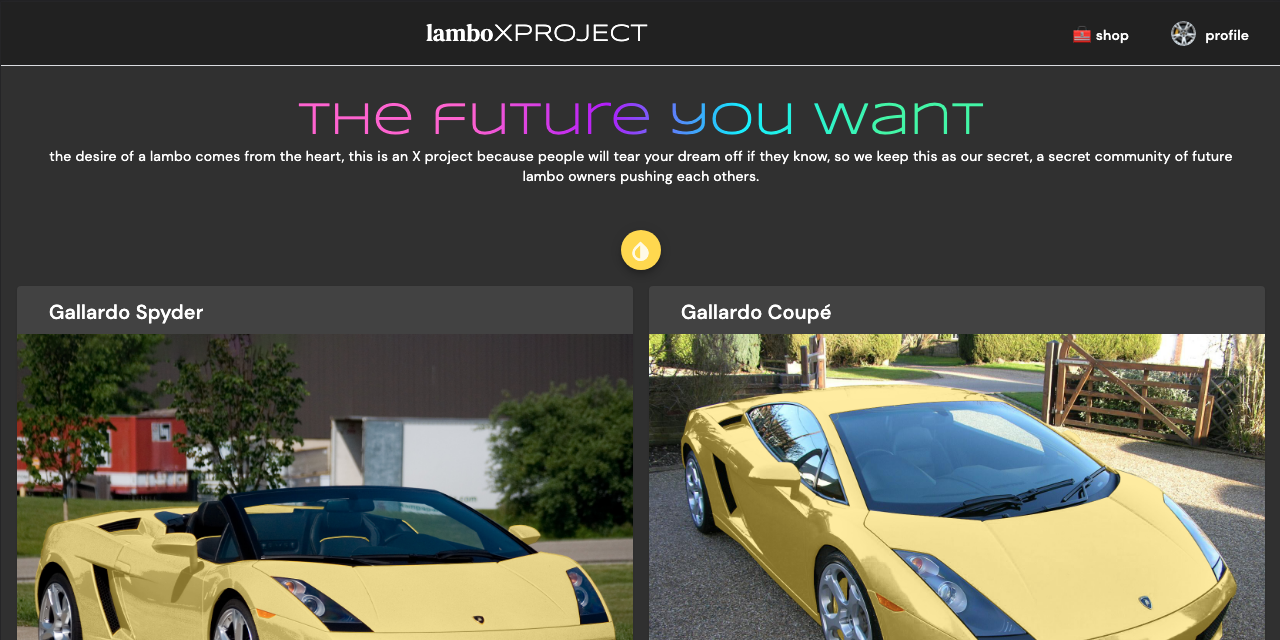 lamboXPROJECT
shop
profile
THE FUTURE YOU WANT
the desire of a lambo comes from the heart, this is an X project because people will tear your dream off if they know, so we keep this as our secret, a secret community of future
lambo owners pushing each others.
Gallardo Spyder
Gallardo Coupé